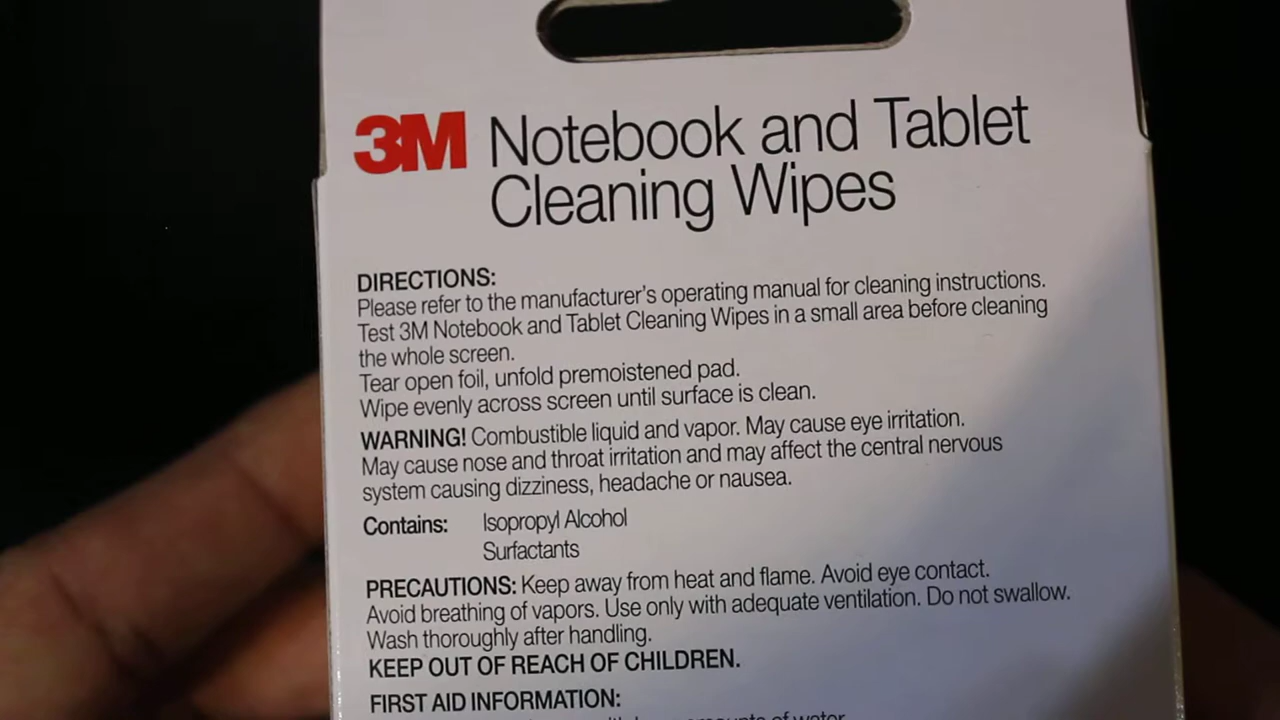 3M Notebook and Tablet
Cleaning Wipes
DIRECTIONS:
Please refer to the manufacturer's operating manual for cleaning instructions.
Test 3M Notebook and Tablet Cleaning Wipes in a small area before cleaning
the whole screen.
Tear open foil, unfold premoistened pad.
Wipe evenly across screen until surface is clean.
WARNING! Combustible liquid and vapor. May cause eye irritation.
May cause nose and throat irritation and may affect the central nervous
system causing dizziness, headache or nausea.
Contains: Isopropyl Alcohol
Surfactants
PRECAUTIONS: Keep away from heat and flame. Avoid eye contact.
Avoid breathing of vapors. Use only with adequate ventilation. Do not swallow.
Wash thoroughly after handling.
KEEP OUT OF REACH OF CHILDREN.
FIRST AID INFORMATION:
of water